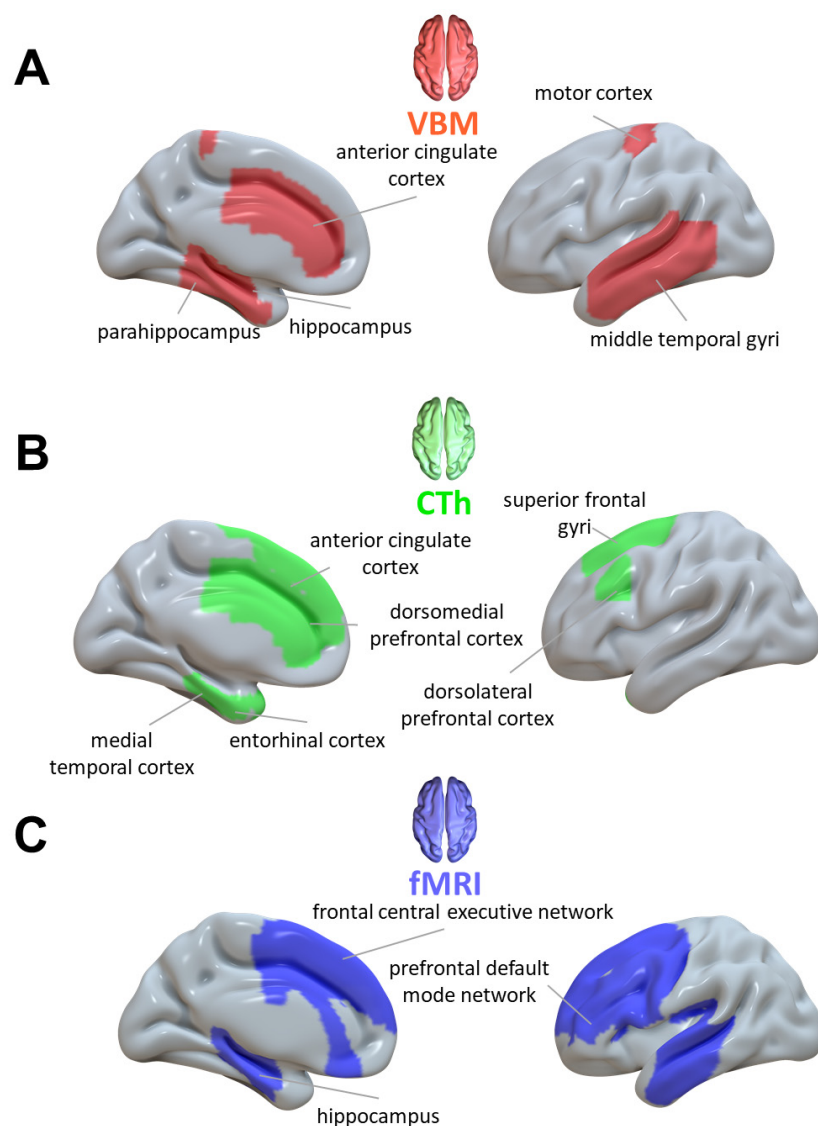 A
VBM
anterior cingulate
cortex
motor cortex
parahippocampus
hippocampus
middle temporal gyri
B
CTh
superior frontal
gyri
anterior cingulate
cortex
dorsomedial
prefrontal cortex
dorsolateral
prefrontal cortex
medial
temporal cortex
entorhinal cortex
C
fMRI
frontal central executive network
prefrontal default
mode network
hippocampus